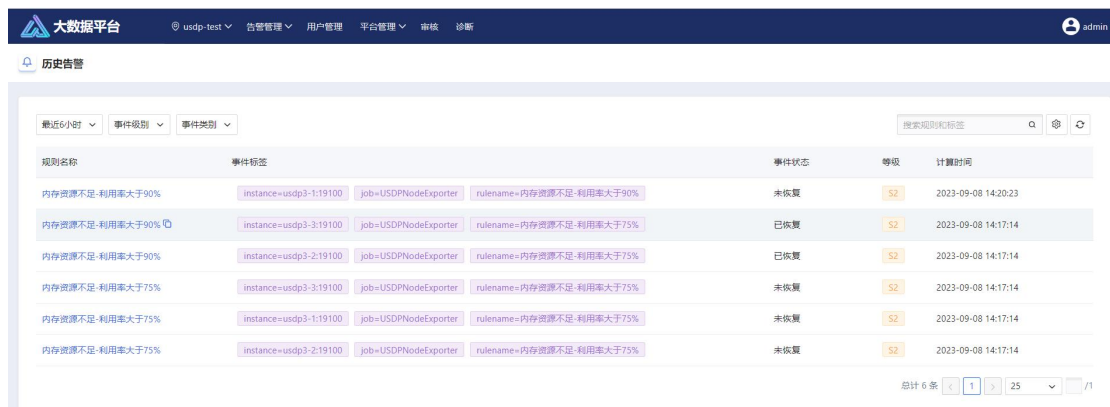 大数据平台 usdp-test 告警管理 用户管理 平台管理 审核 诊断 admin
历史告警
最近6小时 事件级别 事件类别 搜索规则和标签
规则名称 事件标签 事件状态 等级 计算时间
内存资源不足-利用率大于90% instance=usdp3-1:19100 job=USDPNodeExporter rulename=内存资源不足-利用率大于90% 未恢复 S2 2023-09-08 14:20:23
内存资源不足-利用率大于90% instance=usdp3-3:19100 job=USDPNodeExporter rulename=内存资源不足-利用率大于75% 已恢复 S2 2023-09-08 14:17:14
内存资源不足-利用率大于90% instance=usdp3-2:19100 job=USDPNodeExporter rulename=内存资源不足-利用率大于75% 已恢复 S2 2023-09-08 14:17:14
内存资源不足-利用率大于75% instance=usdp3-3:19100 job=USDPNodeExporter rulename=内存资源不足-利用率大于75% 未恢复 S2 2023-09-08 14:17:14
内存资源不足-利用率大于75% instance=usdp3-1:19100 job=USDPNodeExporter rulename=内存资源不足-利用率大于75% 未恢复 S2 2023-09-08 14:17:14
内存资源不足-利用率大于75% instance=usdp3-2:19100 job=USDPNodeExporter rulename=内存资源不足-利用率大于75% 未恢复 S2 2023-09-08 14:17:14
总计 6 条 < 1 > 25 /1